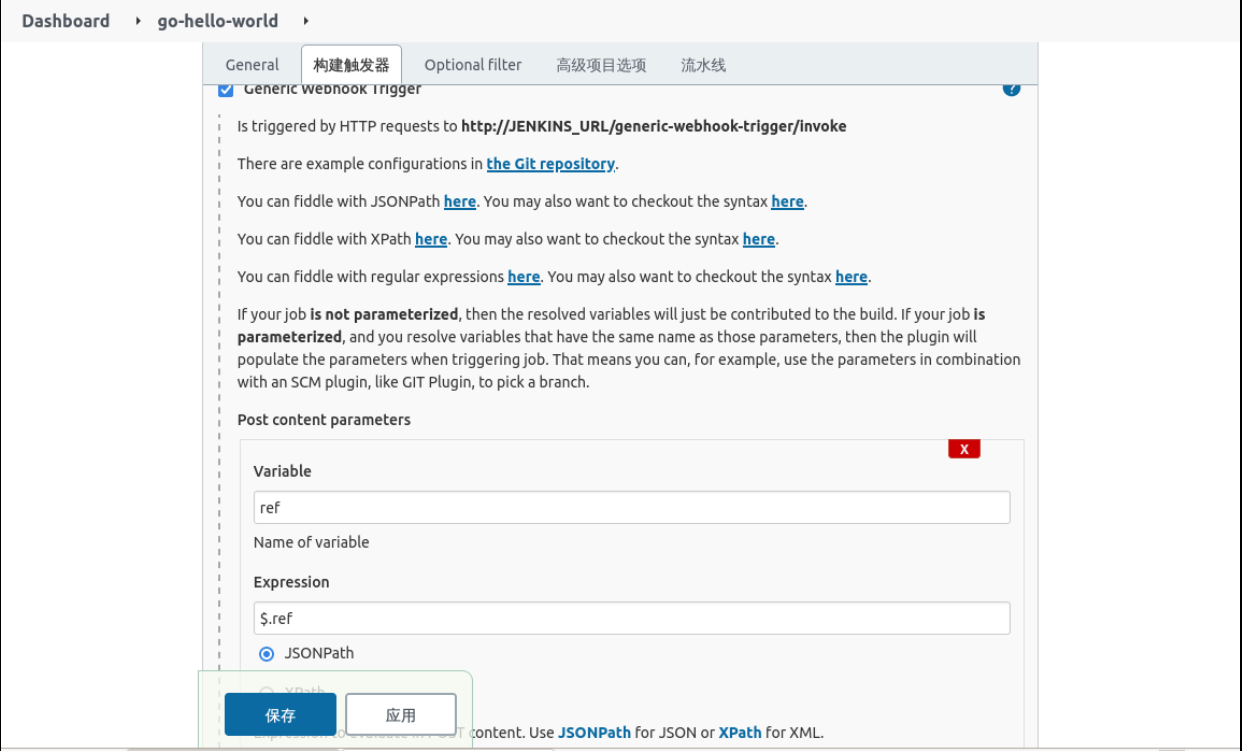 Dashboard go-hello-world
General 构建触发器 Optional filter 高级项目选项 流水线
Generic Webhook Trigger ?
Is triggered by HTTP requests to http://JENKINS_URL/generic-webhook-trigger/invoke
There are example configurations in the Git repository.
You can fiddle with JSONPath here. You may also want to checkout the syntax here.
You can fiddle with XPath here. You may also want to checkout the syntax here.
You can fiddle with regular expressions here. You may also want to checkout the syntax here.
If your job is not parameterized, then the resolved variables will just be contributed to the build. If your job is
parameterized, and you resolve variables that have the same name as those parameters, then the plugin will
populate the parameters when triggering job. That means you can, for example, use the parameters in combination
with an SCM plugin, like GIT Plugin, to pick a branch.
Post content parameters
X
Variable
ref
Name of variable
Expression
$.ref
JSONPath
XPath
保存 应用
Expression to evaluate in POST content. Use JSONPath for JSON or XPath for XML.